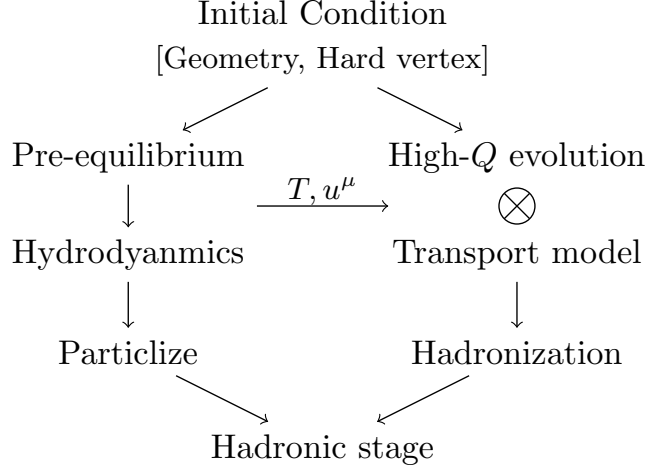 Initial Condition
[Geometry, Hard vertex]
Pre-equilibrium
High-Q evolution
T, u^μ
⊗
Hydrodyanmics
Transport model
Particlize
Hadronization
Hadronic stage